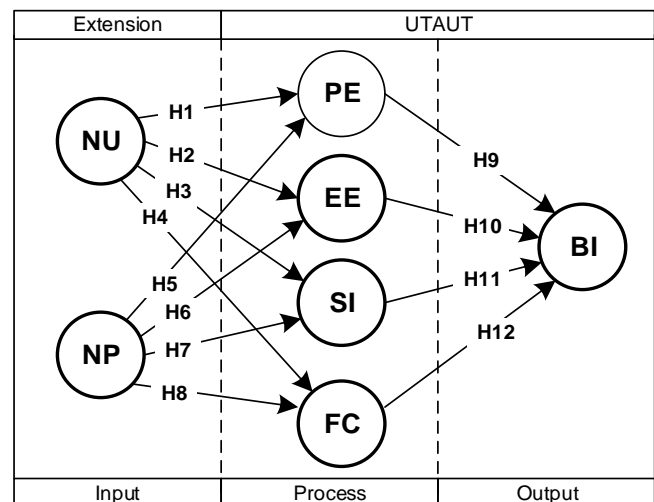 Extension UTAUT
PE
H1
NU
H2
H9
H3
EE
H4
H10
BI
H5
SI
H11
H6
NP
H7
H12
H8
FC
Input Process Output